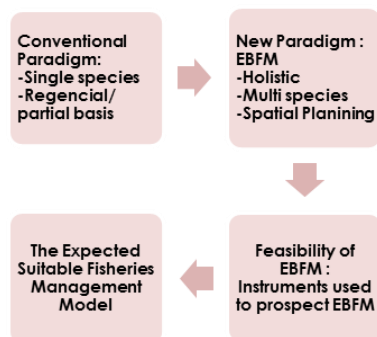 Conventional
Paradigm:
-Single species
-Regencial/
partial basis
New Paradigm :
EBFM
-Holistic
-Multi species
-Spatial Planining
Feasibility of
EBFM :
Instruments used
to prospect EBFM
The Expected
Suitable Fisheries
Management
Model